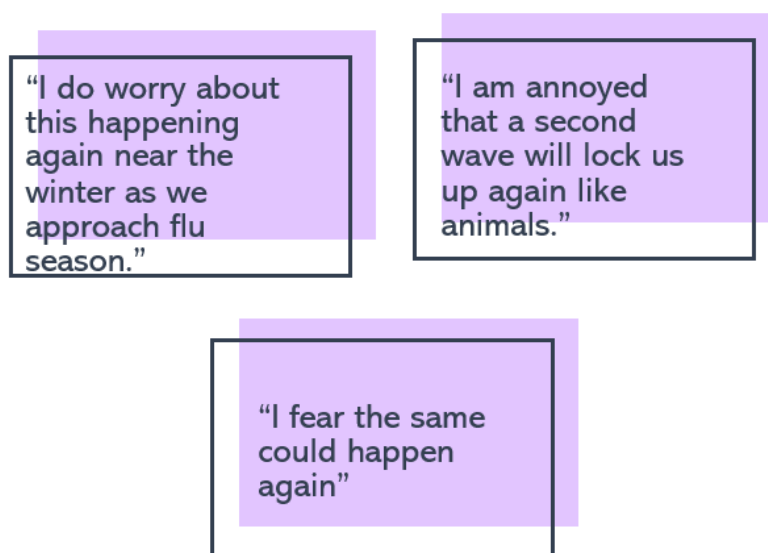 “I do worry about
this happening
again near the
winter as we
approach flu
season.”
“I am annoyed
that a second
wave will lock us
up again like
animals.”
“I fear the same
could happen
again”